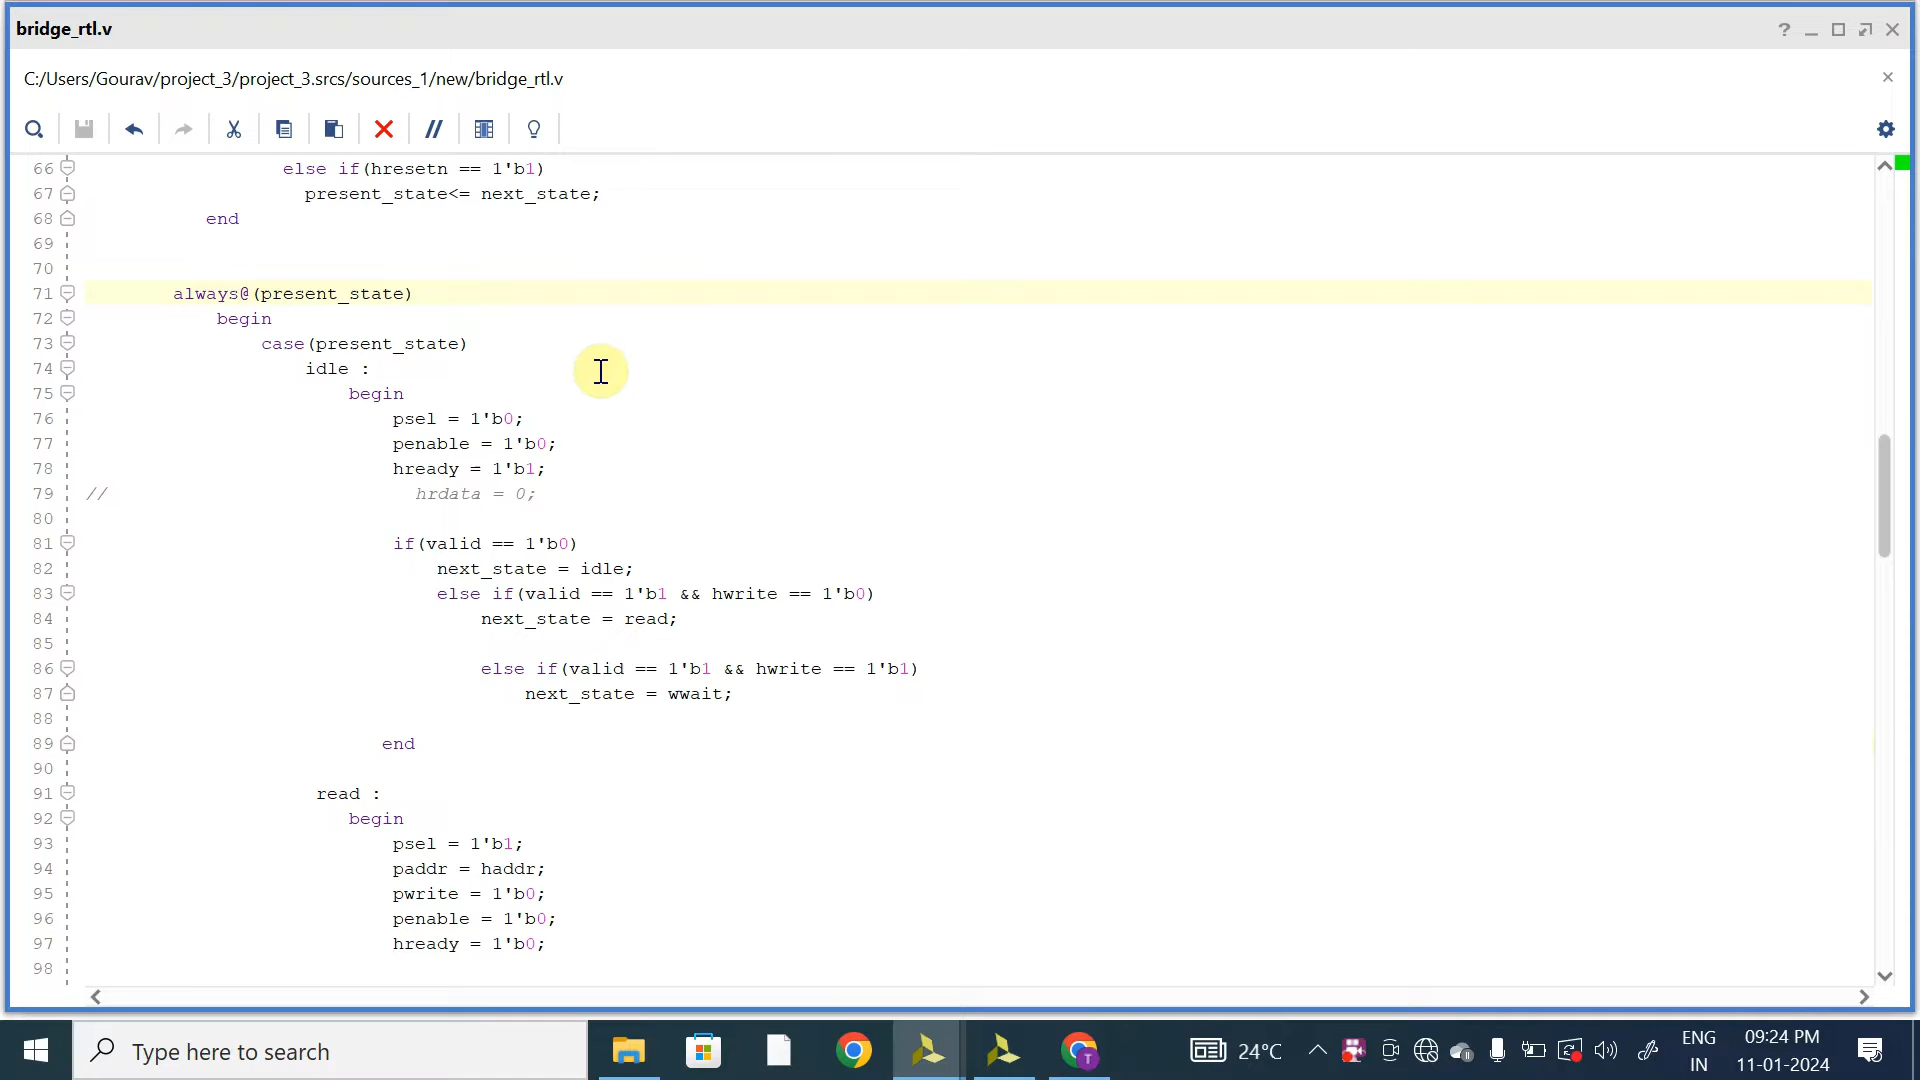 bridge_rtl.v
C:/Users/Gourav/project_3/project_3.srcs/sources_1/new/bridge_rtl.v
66 else if(hresetn == 1'b1)
67 present_state<= next_state;
68 end
69
70
71 always@(present_state)
72 begin
73 case(present_state)
74 idle :
75 begin
76 psel = 1'b0;
77 penable = 1'b0;
78 hready = 1'b1;
79 // hrdata = 0;
80
81 if(valid == 1'b0)
82 next_state = idle;
83 else if(valid == 1'b1 && hwrite == 1'b0)
84 next_state = read;
85
86 else if(valid == 1'b1 && hwrite == 1'b1)
87 next_state = wwait;
88
89 end
90
91 read :
92 begin
93 psel = 1'b1;
94 paddr = haddr;
95 pwrite = 1'b0;
96 penable = 1'b0;
97 hready = 1'b0;
98
Type here to search
T
24°C
ENG
IN
09:24 PM
11-01-2024